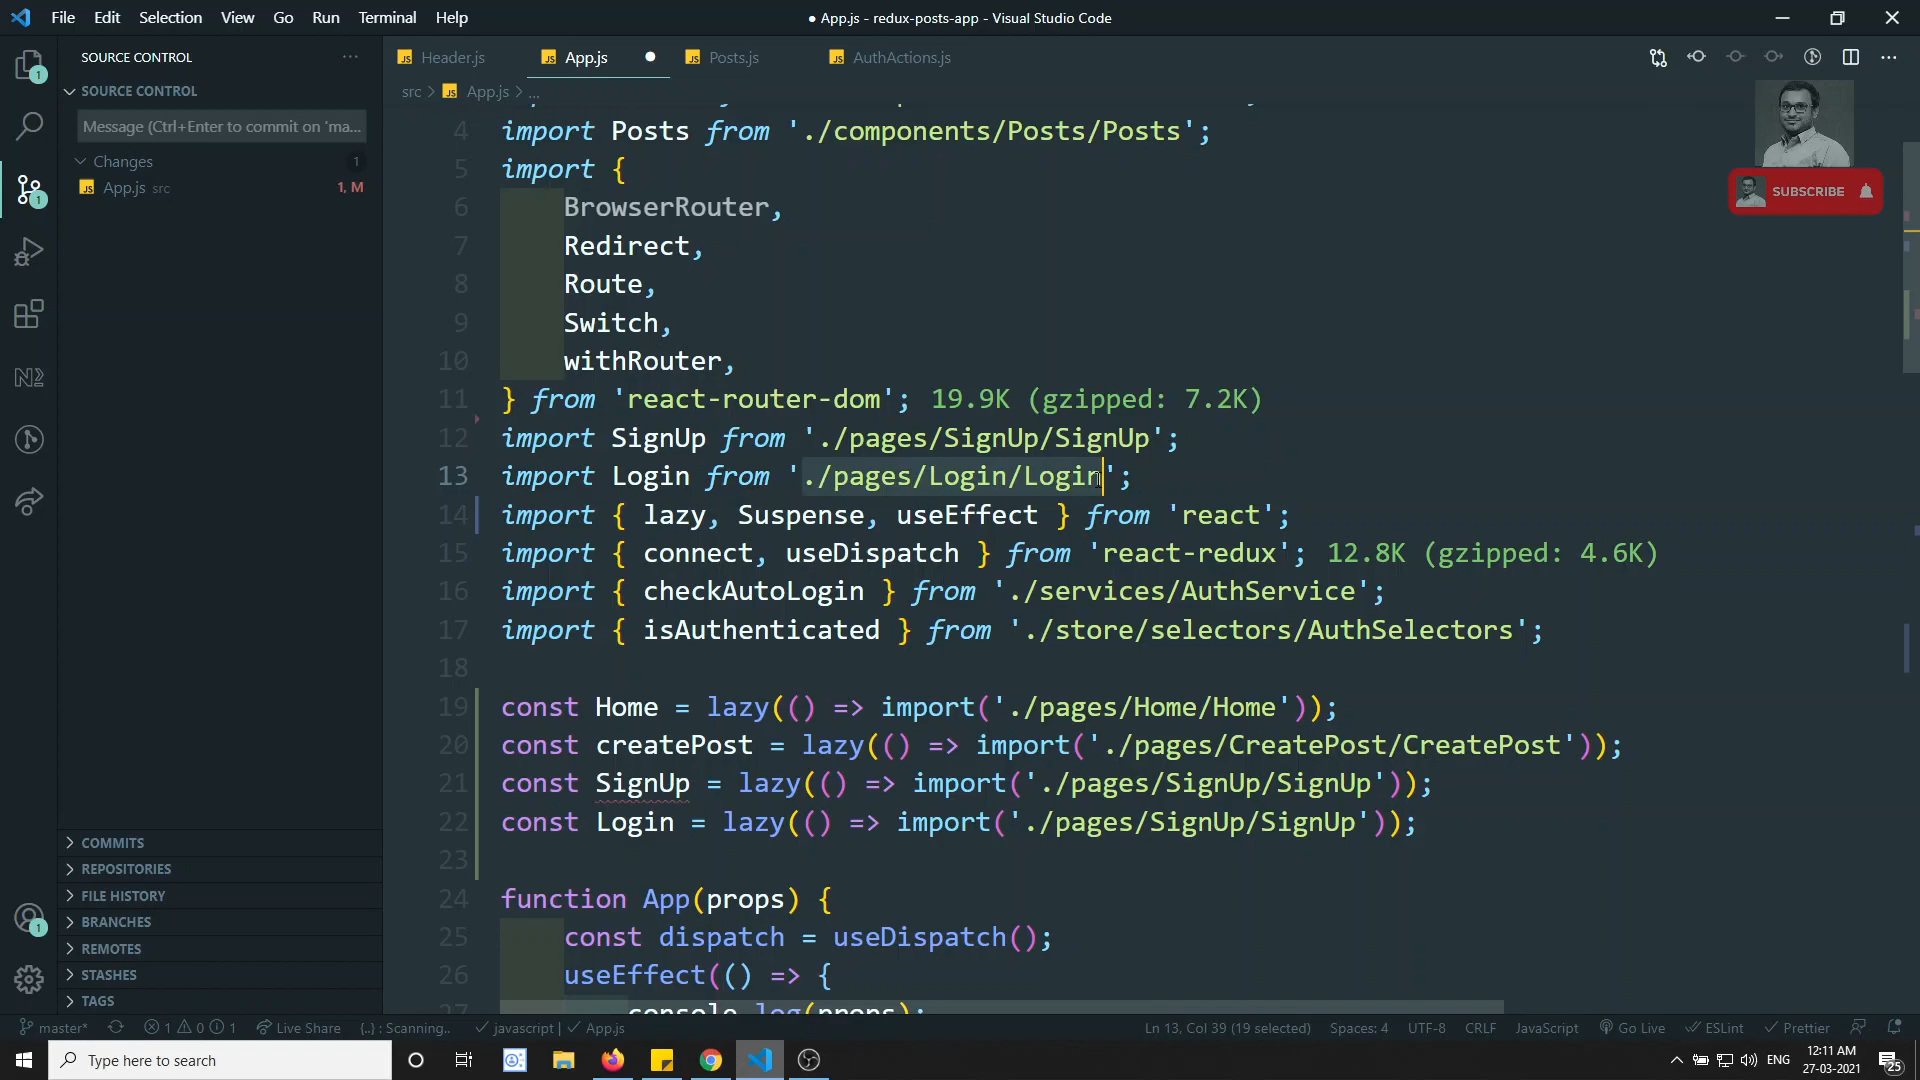 File Edit Selection View Go Run Terminal Help
● App.js - redux-posts-app - Visual Studio Code
SOURCE CONTROL
Header.js
App.js
Posts.js
AuthActions.js
SOURCE CONTROL
src > App.js > ...
Message (Ctrl+Enter to commit on 'ma...
Changes 1
App.js src 1, M
SUBSCRIBE
4 import Posts from './components/Posts/Posts';
5 import {
6 BrowserRouter,
7 Redirect,
8 Route,
9 Switch,
10 withRouter,
11 } from 'react-router-dom'; 19.9K (gzipped: 7.2K)
12 import SignUp from './pages/SignUp/SignUp';
13 import Login from './pages/Login/Login';
14 import { lazy, Suspense, useEffect } from 'react';
15 import { connect, useDispatch } from 'react-redux'; 12.8K (gzipped: 4.6K)
16 import { checkAutoLogin } from './services/AuthService';
17 import { isAuthenticated } from './store/selectors/AuthSelectors';
18
19 const Home = lazy(() => import('./pages/Home/Home'));
20 const createPost = lazy(() => import('./pages/CreatePost/CreatePost'));
21 const SignUp = lazy(() => import('./pages/SignUp/SignUp'));
22 const Login = lazy(() => import('./pages/SignUp/SignUp'));
23
24 function App(props) {
25 const dispatch = useDispatch();
26 useEffect(() => {
27 console.log(props);
COMMITS
REPOSITORIES
FILE HISTORY
BRANCHES
REMOTES
STASHES
TAGS
master* 1 0 1 Live Share {..} : Scanning.. javascript | App.js
Ln 13, Col 39 (19 selected) Spaces: 4 UTF-8 CRLF JavaScript Go Live ESLint Prettier
Type here to search
ENG
12:11 AM
27-03-2021
25